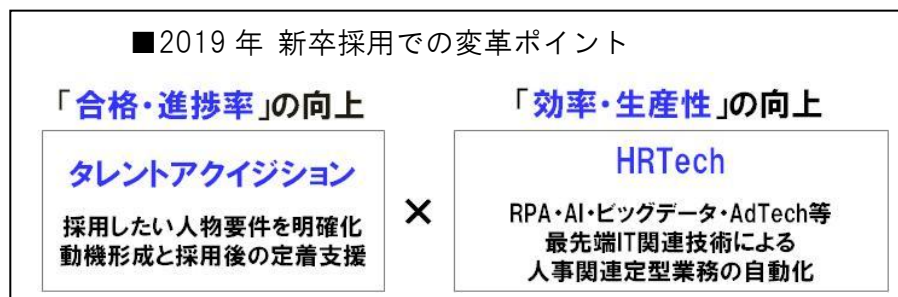 ■2019年 新卒採用での変革ポイント
「合格・進捗率」の向上
タレントアクイジション
採用したい人物要件を明確化
動機形成と採用後の定着支援
×
「効率・生産性」の向上
HRTech
RPA・AI・ビッグデータ・AdTech等
最先端IT関連技術による
人事関連定型業務の自動化